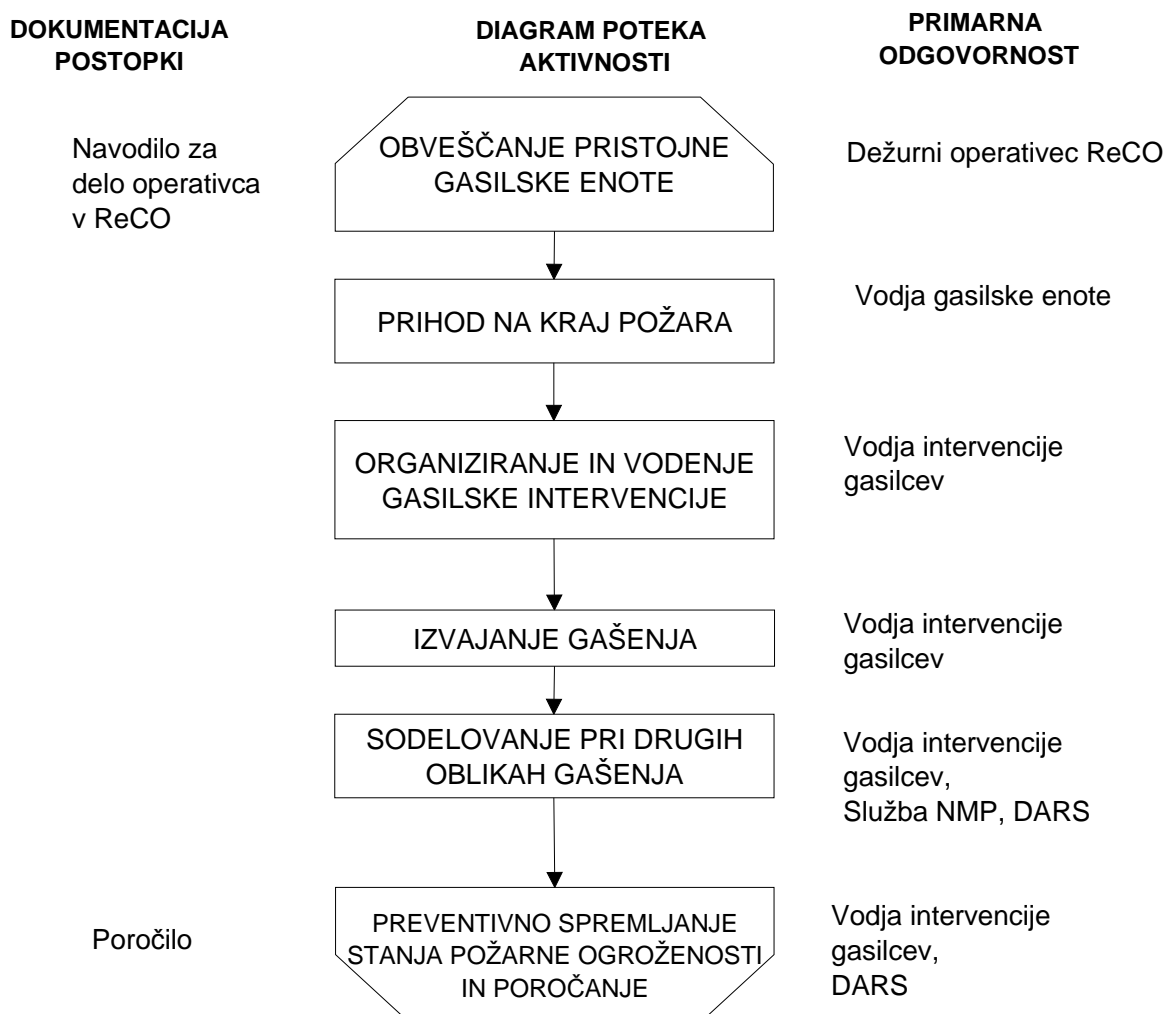 DOKUMENTACIJA
POSTOPKI
DIAGRAM POTEKA
AKTIVNOSTI
PRIMARNA
ODGOVORNOST
Navodilo za
delo operativca
v ReCO
OBVEŠČANJE PRISTOJNE
GASILSKE ENOTE
Dežurni operativec ReCO
PRIHOD NA KRAJ POŽARA
Vodja gasilske enote
ORGANIZIRANJE IN VODENJE
GASILSKE INTERVENCIJE
Vodja intervencije
gasilcev
IZVAJANJE GAŠENJA
Vodja intervencije
gasilcev
SODELOVANJE PRI DRUGIH
OBLIKAH GAŠENJA
Vodja intervencije
gasilcev,
Služba NMP, DARS
Poročilo
PREVENTIVNO SPREMLJANJE
STANJA POŽARNE OGROŽENOSTI
IN POROČANJE
Vodja intervencije
gasilcev,
DARS